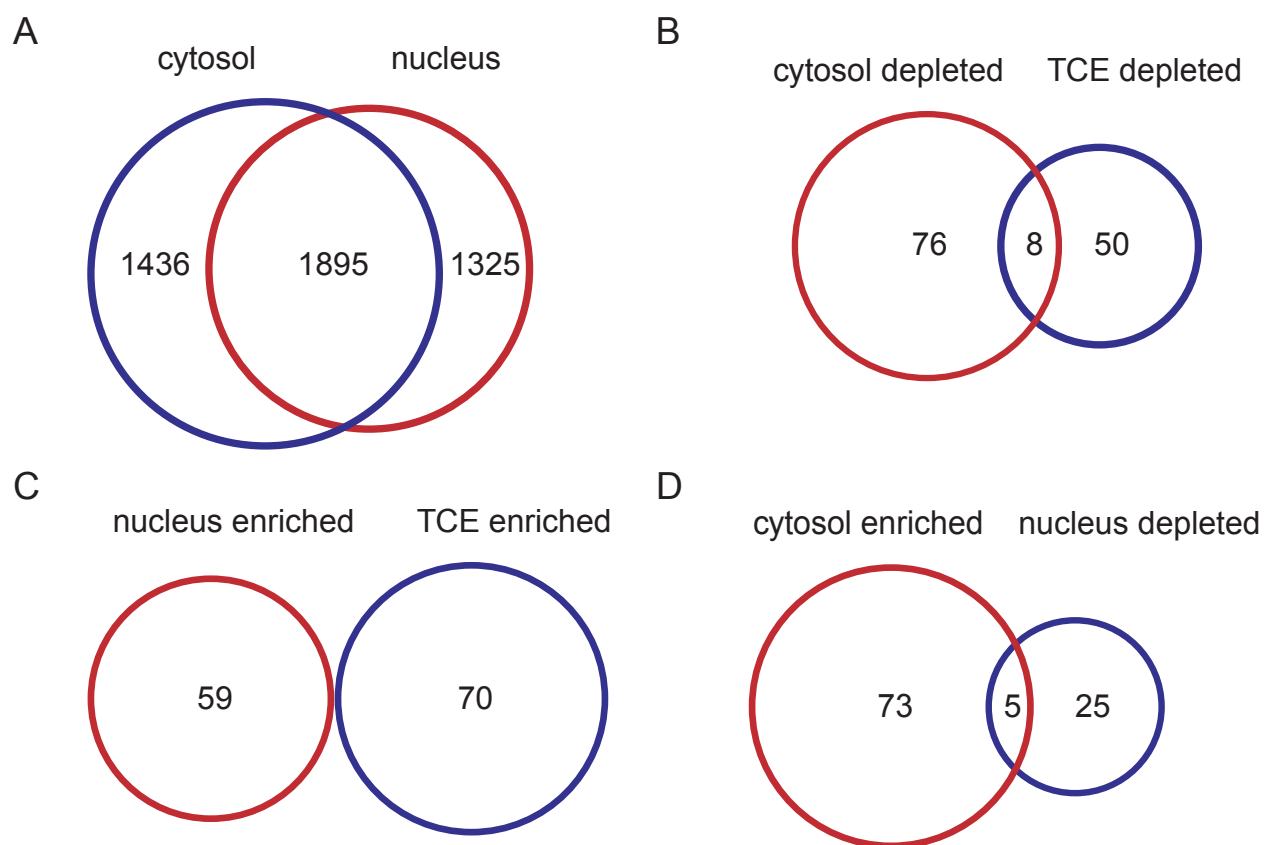 A
cytosol nucleus
1436 1895 1325
B
cytosol depleted TCE depleted
76 8 50
C
nucleus enriched TCE enriched
59 70
D
cytosol enriched nucleus depleted
73 5 25